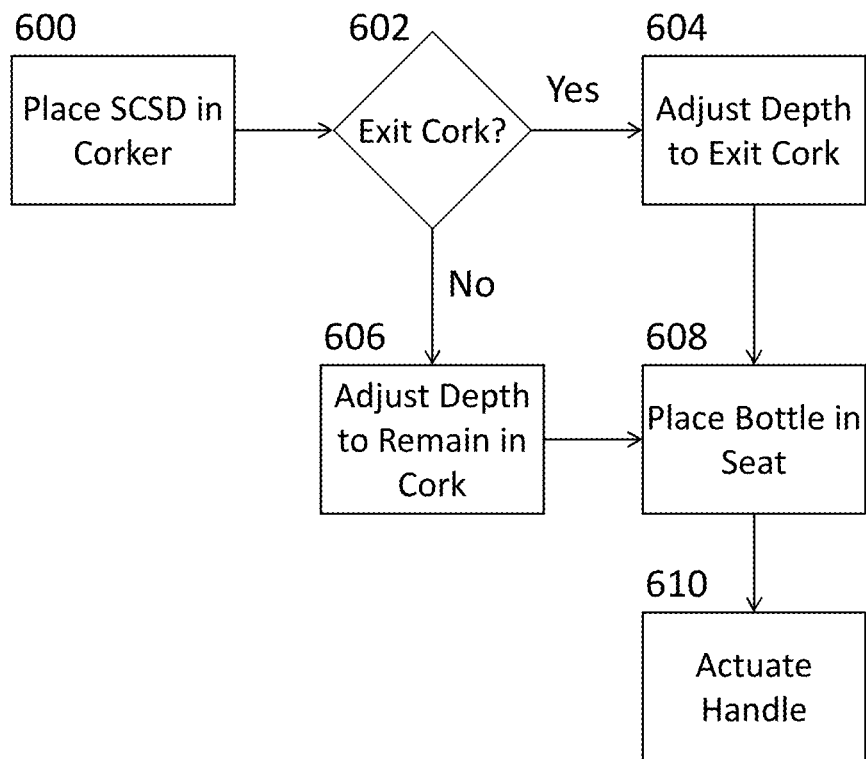 600
Place SCSD in
Corker
602
Exit Cork?
Yes
604
Adjust Depth
to Exit Cork
No
606
Adjust Depth
to Remain in
Cork
608
Place Bottle in
Seat
610
Actuate
Handle